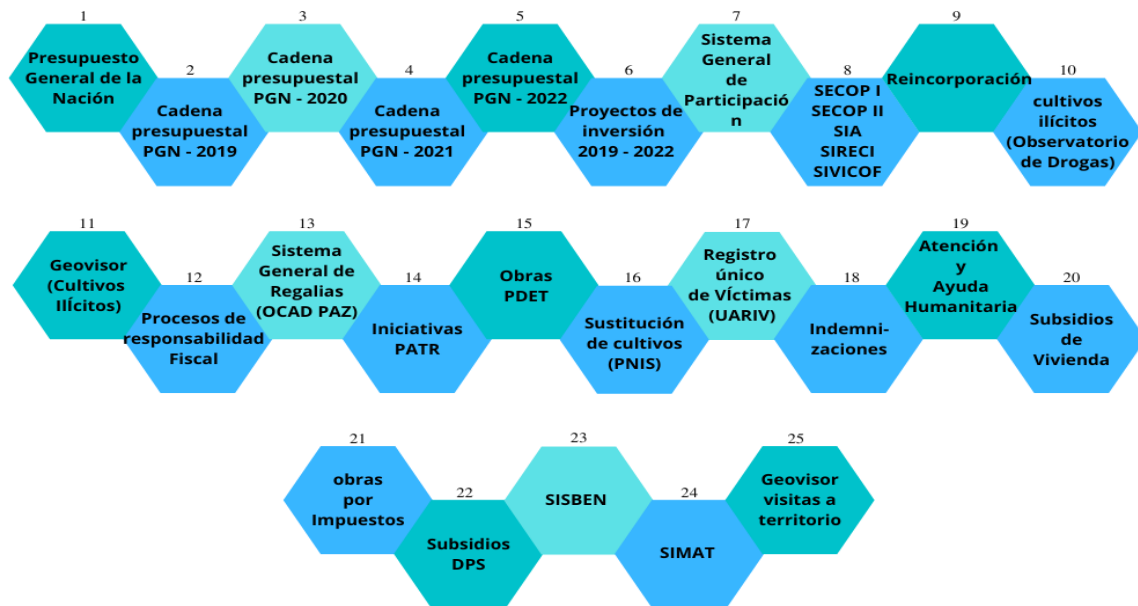 1
Presupuesto
General de la
Nación
2
Cadena
presupuestal
PGN - 2019
3
Cadena
presupuestal
PGN - 2020
4
Cadena
presupuestal
PGN - 2021
5
Cadena
presupuestal
PGN - 2022
6
Proyectos de
inversión
2019 - 2022
7
Sistema
General
de
Participació
n
8
SECOP I
SECOP II
SIA
SIRECI
SIVICOF
9
Reincorporación
10
cultivos
ilícitos
(Observatorio
de Drogas)
11
Geovisor
(Cultivos
IlÍcitos)
12
Procesos de
responsabilidad
Fiscal
13
Sistema
General de
Regalias
(OCAD PAZ)
14
Iniciativas
PATR
15
Obras
PDET
16
Sustitución
de cultivos
(PNIS)
17
Registro
único
de VÍctimas
(UARIV)
18
Indemni-
zaciones
19
Atención
y
Ayuda
Humanitaria
20
Subsidios
de
Vivienda
21
obras
por
Impuestos
22
Subsidios
DPS
23
SISBEN
24
SIMAT
25
Geovisor
visitas a
territorio